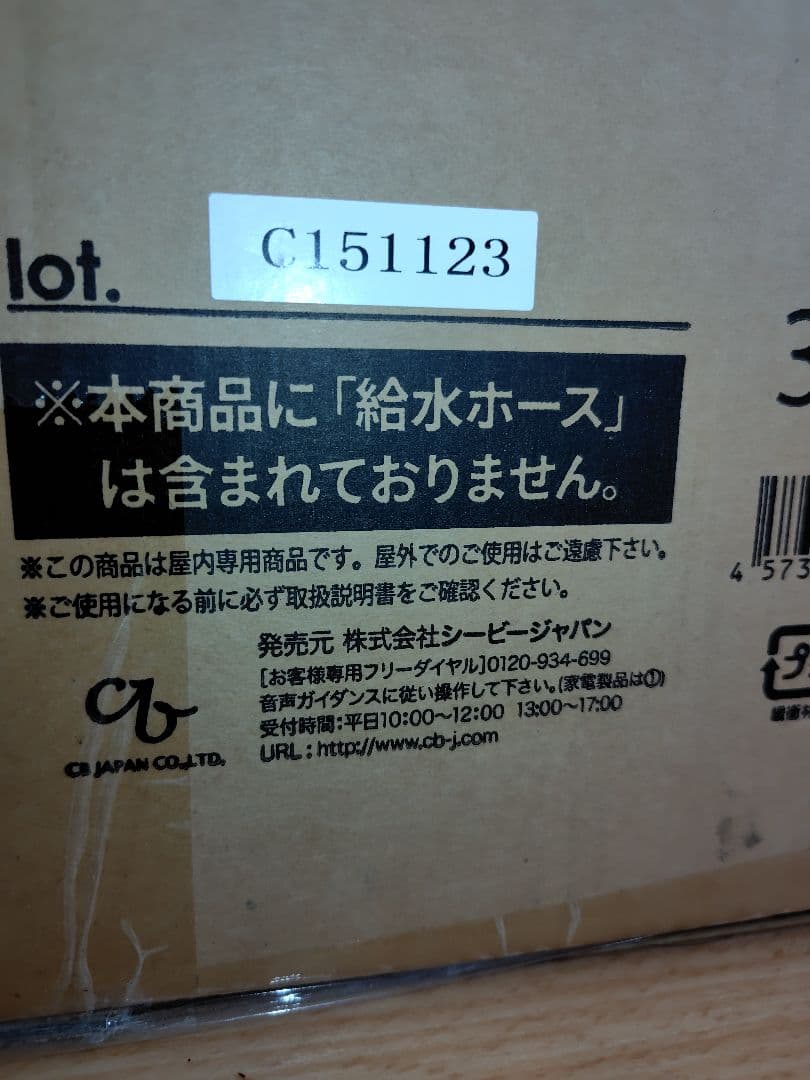 lot. C151123
※本商品に「給水ホース」
は含まれておりません。
※この商品は屋内専用商品です。屋外でのご使用はご遠慮下さい。
※ご使用になる前に必ず取扱説明書をご確認ください。
発売元 株式会社シービージャパン
[お客様専用フリーダイヤル]0120-934-699
音声ガイダンスに従い操作して下さい。(家電製品は①)
受付時間:平日10:00〜12:00 13:00〜17:00
URL:http://www.cb-j.com
cb
CB JAPAN CO.,LTD.
3
4 573